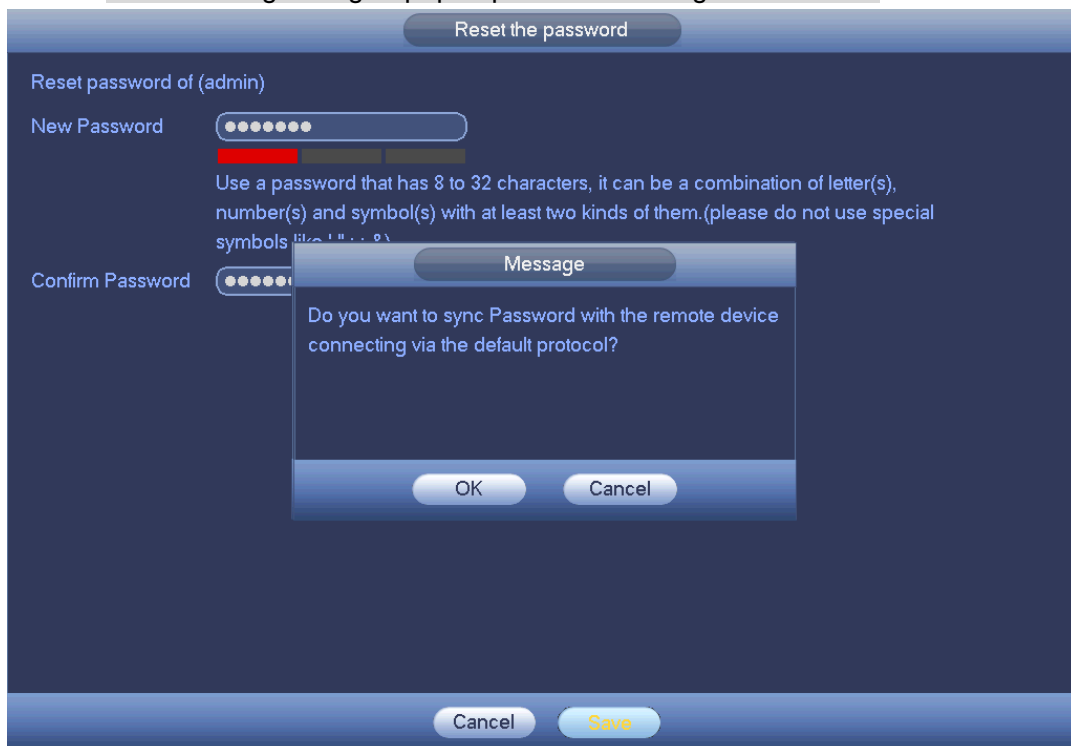 Reset the password
Reset password of (admin)
New Password
Use a password that has 8 to 32 characters, it can be a combination of letter(s),
number(s) and symbol(s) with at least two kinds of them.(please do not use special
symbols like ' " ; : &)
Confirm Password
Message
Do you want to sync Password with the remote device
connecting via the default protocol?
OK Cancel
Cancel Save